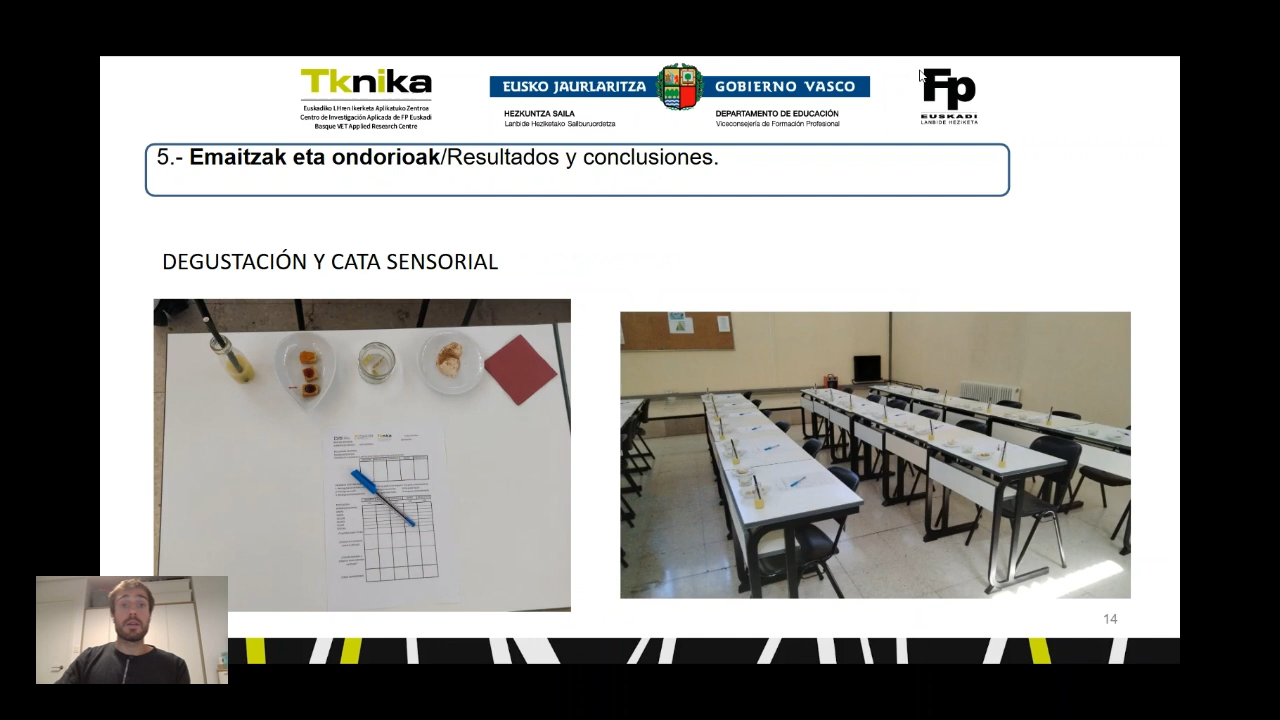 Tknika
Euskadiko LHren Ikerketa Aplikatuko Zentroa
Centro de Investigación Aplicada de FP Euskadi
Basque VET Applied Research Centre
EUSKO JAURLARITZA
GOBIERNO VASCO
HEZKUNTZA SAILA
Lanbide Heziketako Sailburuordetza
DEPARTAMENTO DE EDUCACIÓN
Viceconsejería de Formación Profesional
Fp
EUSKADI
LANBIDE HEZIKETA
5.- Emaitzak eta ondorioak/Resultados y conclusiones.
DEGUSTACIÓN Y CATA SENSORIAL
14